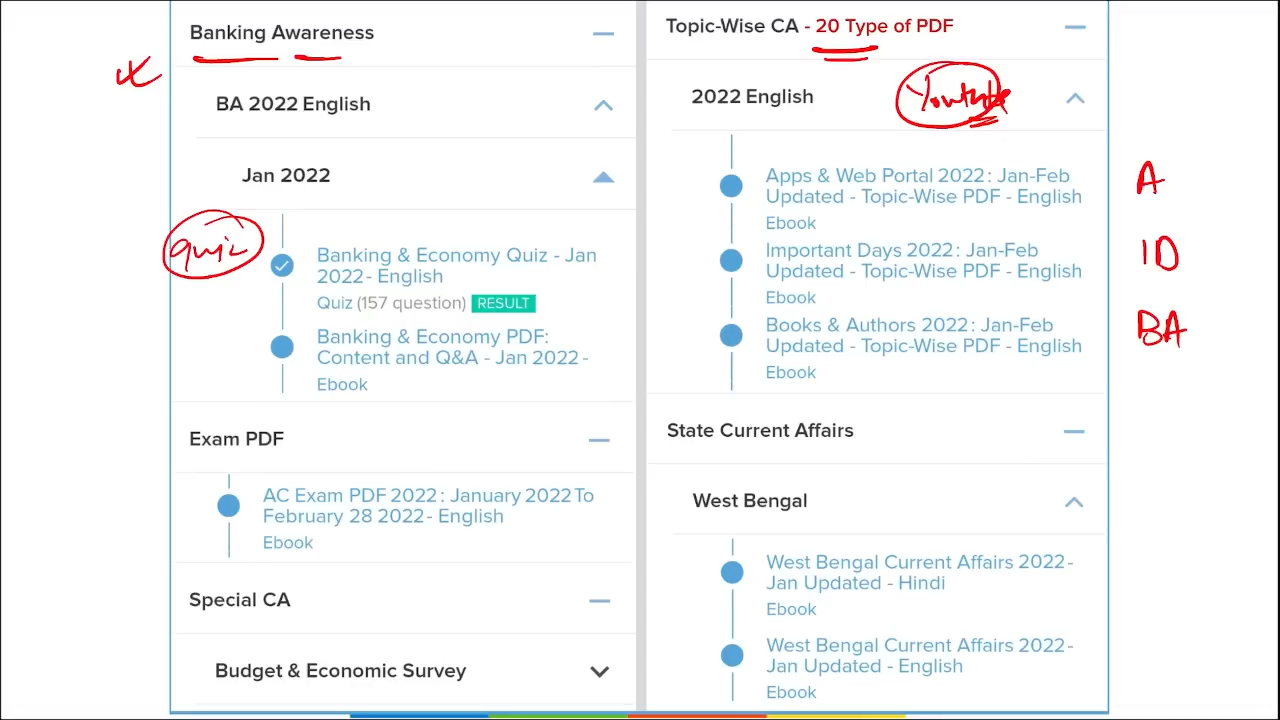 Banking Awareness
BA 2022 English
Jan 2022
quiz
Banking & Economy Quiz - Jan
2022- English
Quiz (157 question) RESULT
Banking & Economy PDF:
Content and Q&A - Jan 2022 -
Ebook
Exam PDF
AC Exam PDF 2022 : January 2022 To
February 28 2022- English
Ebook
Special CA
Budget & Economic Survey
Topic-Wise CA - 20 Type of PDF
2022 English
Youtube
Apps & Web Portal 2022 : Jan-Feb
Updated - Topic-Wise PDF - English
Ebook
A
Important Days 2022 : Jan-Feb
Updated - Topic-Wise PDF - English
Ebook
ID
Books & Authors 2022 : Jan-Feb
Updated - Topic-Wise PDF - English
Ebook
BA
State Current Affairs
West Bengal
West Bengal Current Affairs 2022-
Jan Updated - Hindi
Ebook
West Bengal Current Affairs 2022-
Jan Updated - English
Ebook